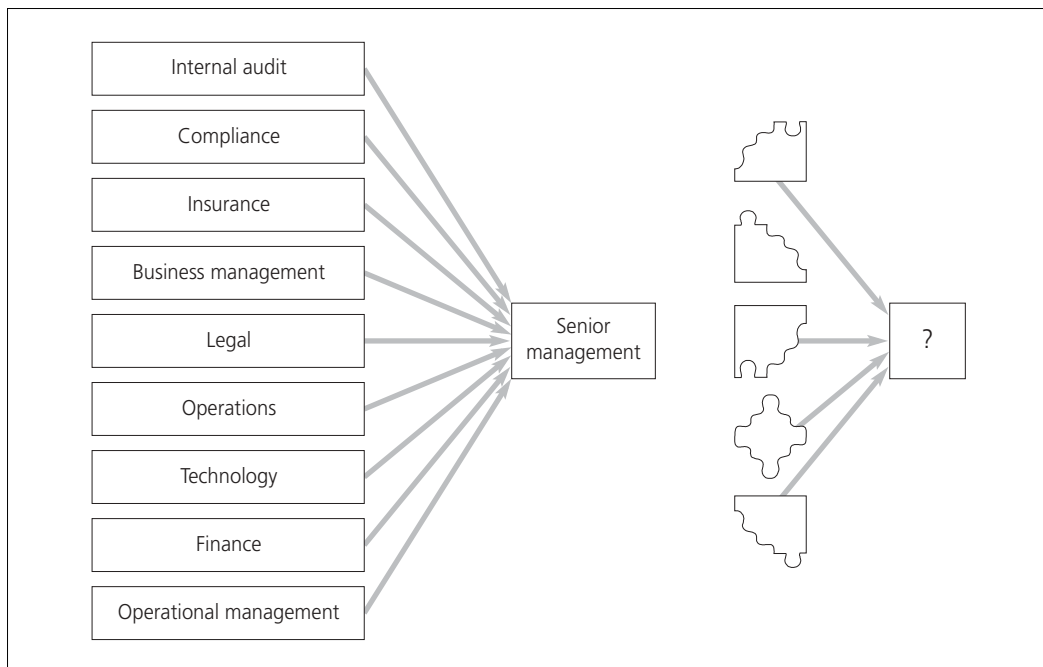 Internal audit
Compliance
Insurance
Business management
Legal
Operations
Technology
Finance
Operational management
Senior
management
?